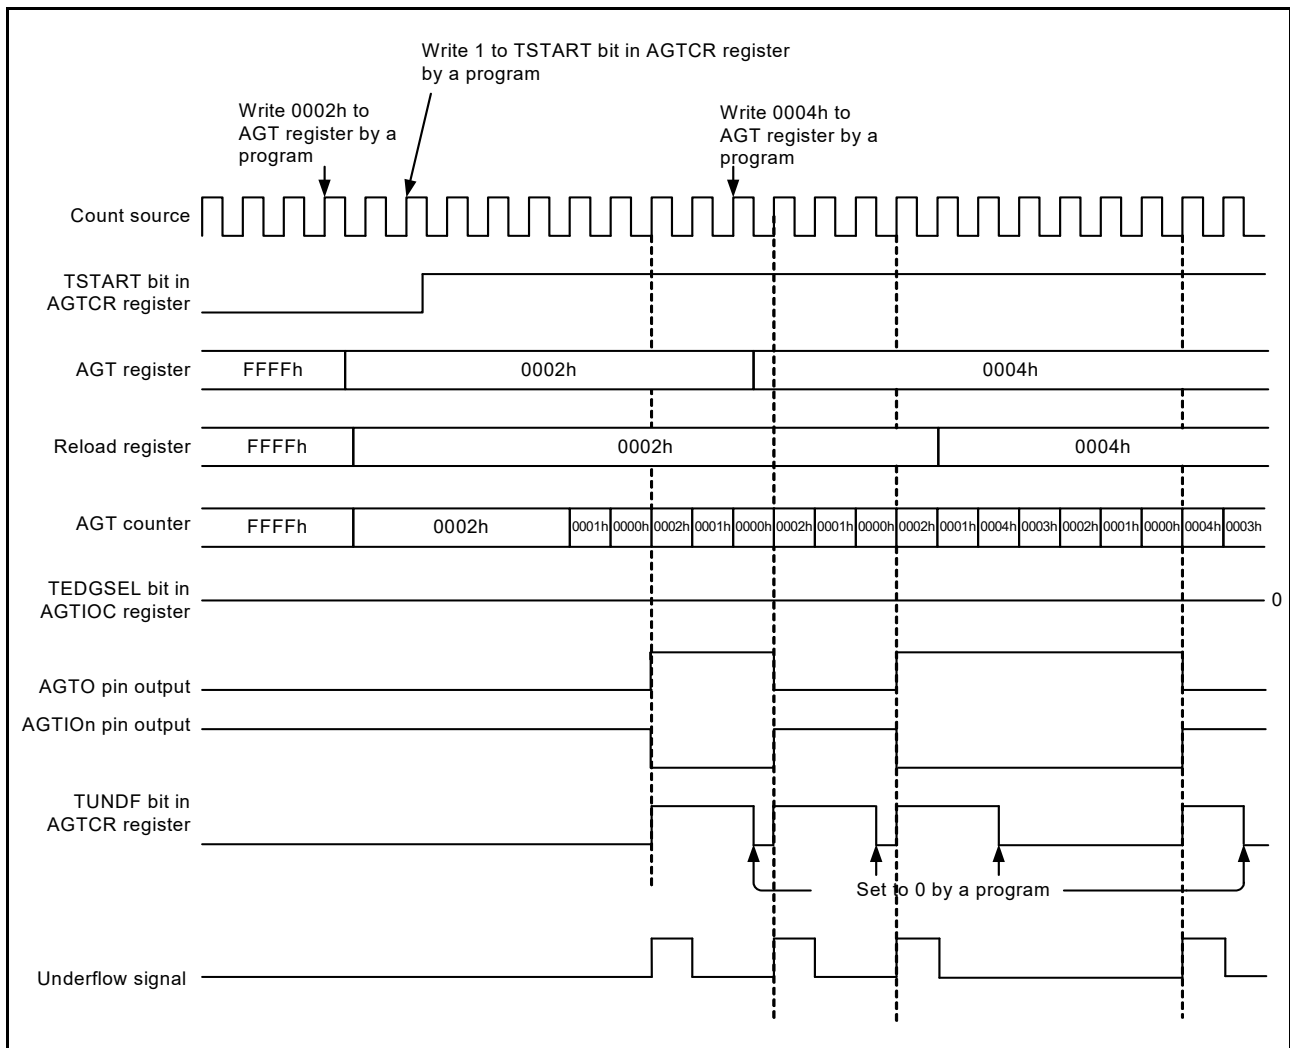 Write 1 to TSTART bit in AGTCR register
by a program
Write 0002h to
AGT register by a
program
Write 0004h to
AGT register by a
program
Count source
TSTART bit in
AGTCR register
AGT register
FFFFh
0002h
0004h
Reload register
FFFFh
0002h
0004h
AGT counter
FFFFh
0002h
0001h
0000h
0002h
0001h
0000h
0002h
0001h
0000h
0002h
0001h
0004h
0003h
0002h
0001h
0000h
0004h
0003h
TEDGSEL bit in
AGTIOC register
0
AGTO pin output
AGTIOn pin output
TUNDF bit in
AGTCR register
Set to 0 by a program
Underflow signal